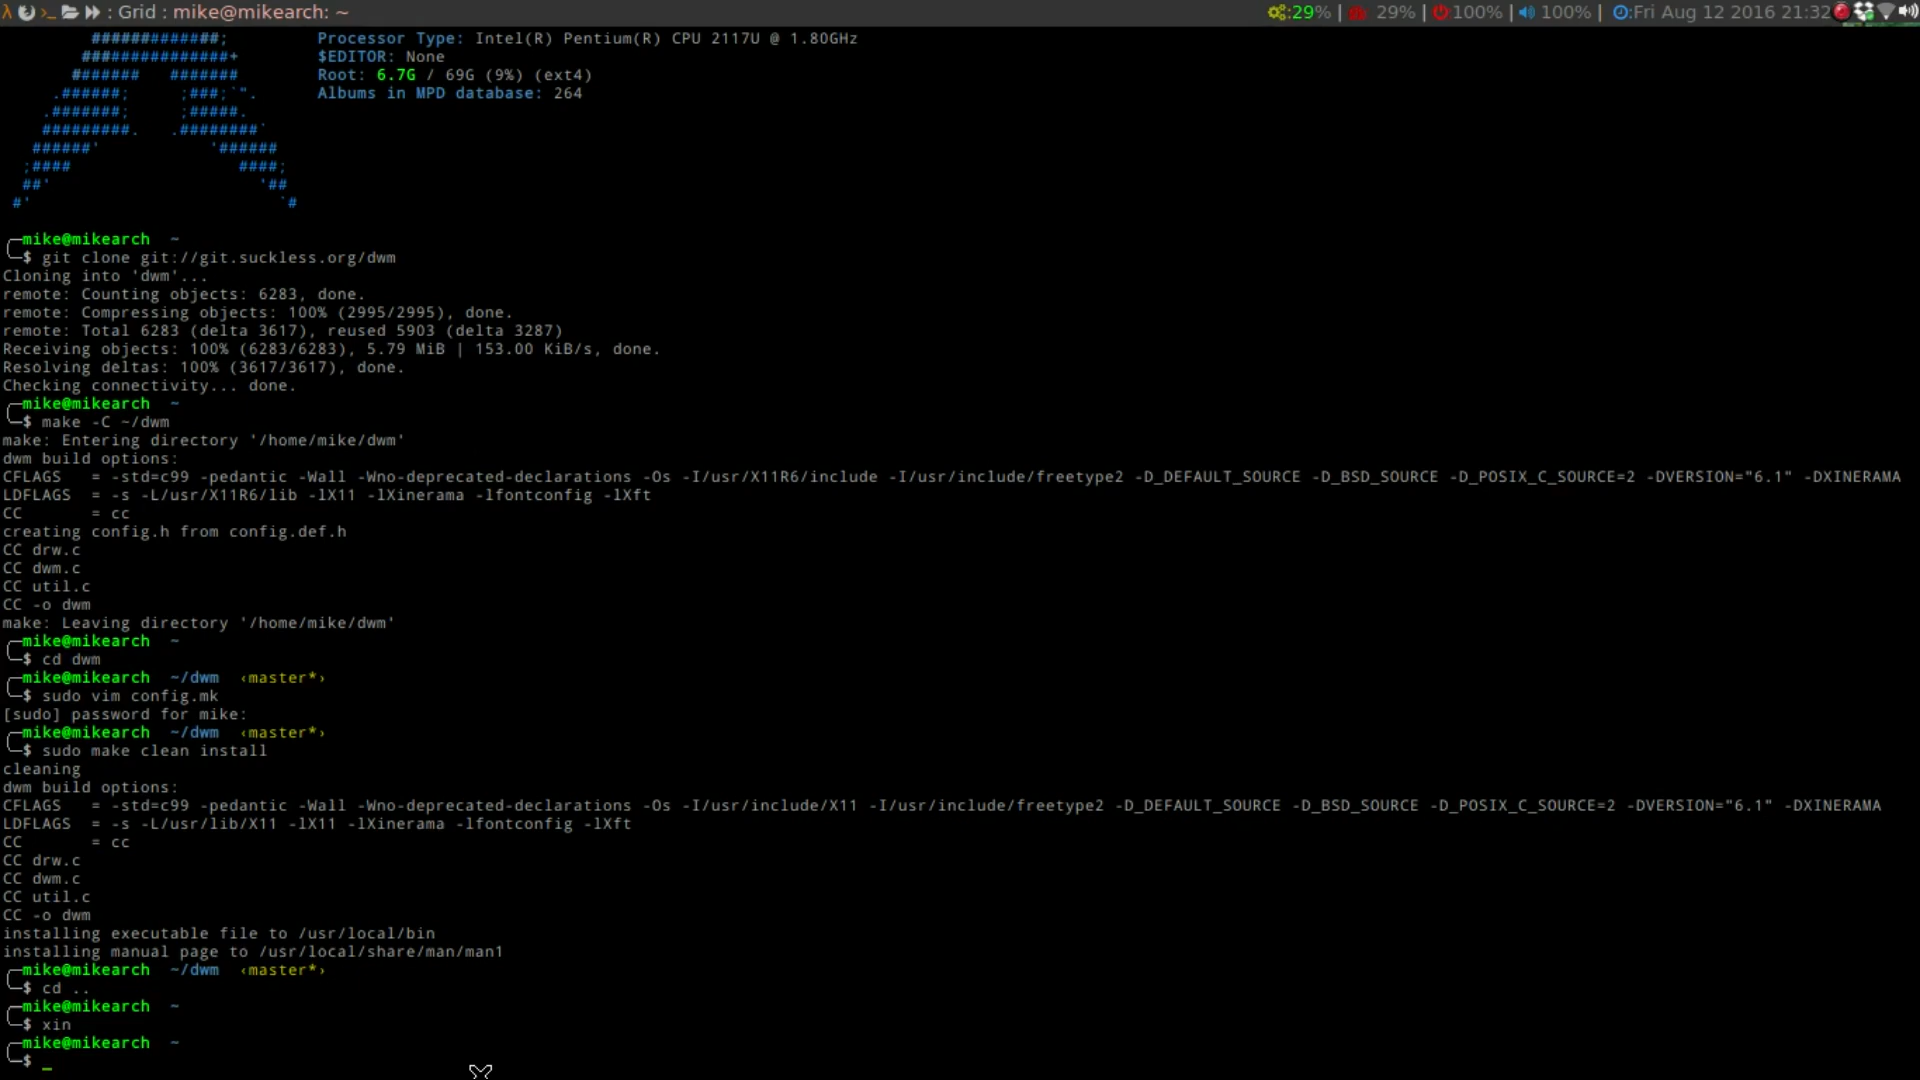 λ >_ : Grid : mike@mikearch: ~ :29% | 29% | 100% | 100% | :Fri Aug 12 2016 21:32
#############;
###############+
#######   #######
.######;     ;###;`".
.#######;     ;#####.
#########.   .########`
######'           '######
;####                 ####;
##'                     '##
#'                         `#
Processor Type: Intel(R) Pentium(R) CPU 2117U @ 1.80GHz
$EDITOR: None
Root: 6.7G / 69G (9%) (ext4)
Albums in MPD database: 264
╭─mike@mikearch  ~
╰─$ git clone git://git.suckless.org/dwm
Cloning into 'dwm'...
remote: Counting objects: 6283, done.
remote: Compressing objects: 100% (2995/2995), done.
remote: Total 6283 (delta 3617), reused 5903 (delta 3287)
Receiving objects: 100% (6283/6283), 5.79 MiB | 153.00 KiB/s, done.
Resolving deltas: 100% (3617/3617), done.
Checking connectivity... done.
╭─mike@mikearch  ~
╰─$ make -C ~/dwm
make: Entering directory '/home/mike/dwm'
dwm build options:
CFLAGS   = -std=c99 -pedantic -Wall -Wno-deprecated-declarations -Os -I/usr/X11R6/include -I/usr/include/freetype2 -D_DEFAULT_SOURCE -D_BSD_SOURCE -D_POSIX_C_SOURCE=2 -DVERSION="6.1" -DXINERAMA
LDFLAGS  = -s -L/usr/X11R6/lib -lX11 -lXinerama -lfontconfig -lXft
CC       = cc
creating config.h from config.def.h
CC drw.c
CC dwm.c
CC util.c
CC -o dwm
make: Leaving directory '/home/mike/dwm'
╭─mike@mikearch  ~
╰─$ cd dwm
╭─mike@mikearch  ~/dwm  ‹master*›
╰─$ sudo vim config.mk
[sudo] password for mike:
╭─mike@mikearch  ~/dwm  ‹master*›
╰─$ sudo make clean install
cleaning
dwm build options:
CFLAGS   = -std=c99 -pedantic -Wall -Wno-deprecated-declarations -Os -I/usr/include/X11 -I/usr/include/freetype2 -D_DEFAULT_SOURCE -D_BSD_SOURCE -D_POSIX_C_SOURCE=2 -DVERSION="6.1" -DXINERAMA
LDFLAGS  = -s -L/usr/lib/X11 -lX11 -lXinerama -lfontconfig -lXft
CC       = cc
CC drw.c
CC dwm.c
CC util.c
CC -o dwm
installing executable file to /usr/local/bin
installing manual page to /usr/local/share/man/man1
╭─mike@mikearch  ~/dwm  ‹master*›
╰─$ cd ..
╭─mike@mikearch  ~
╰─$ xin
╭─mike@mikearch  ~
╰─$ _